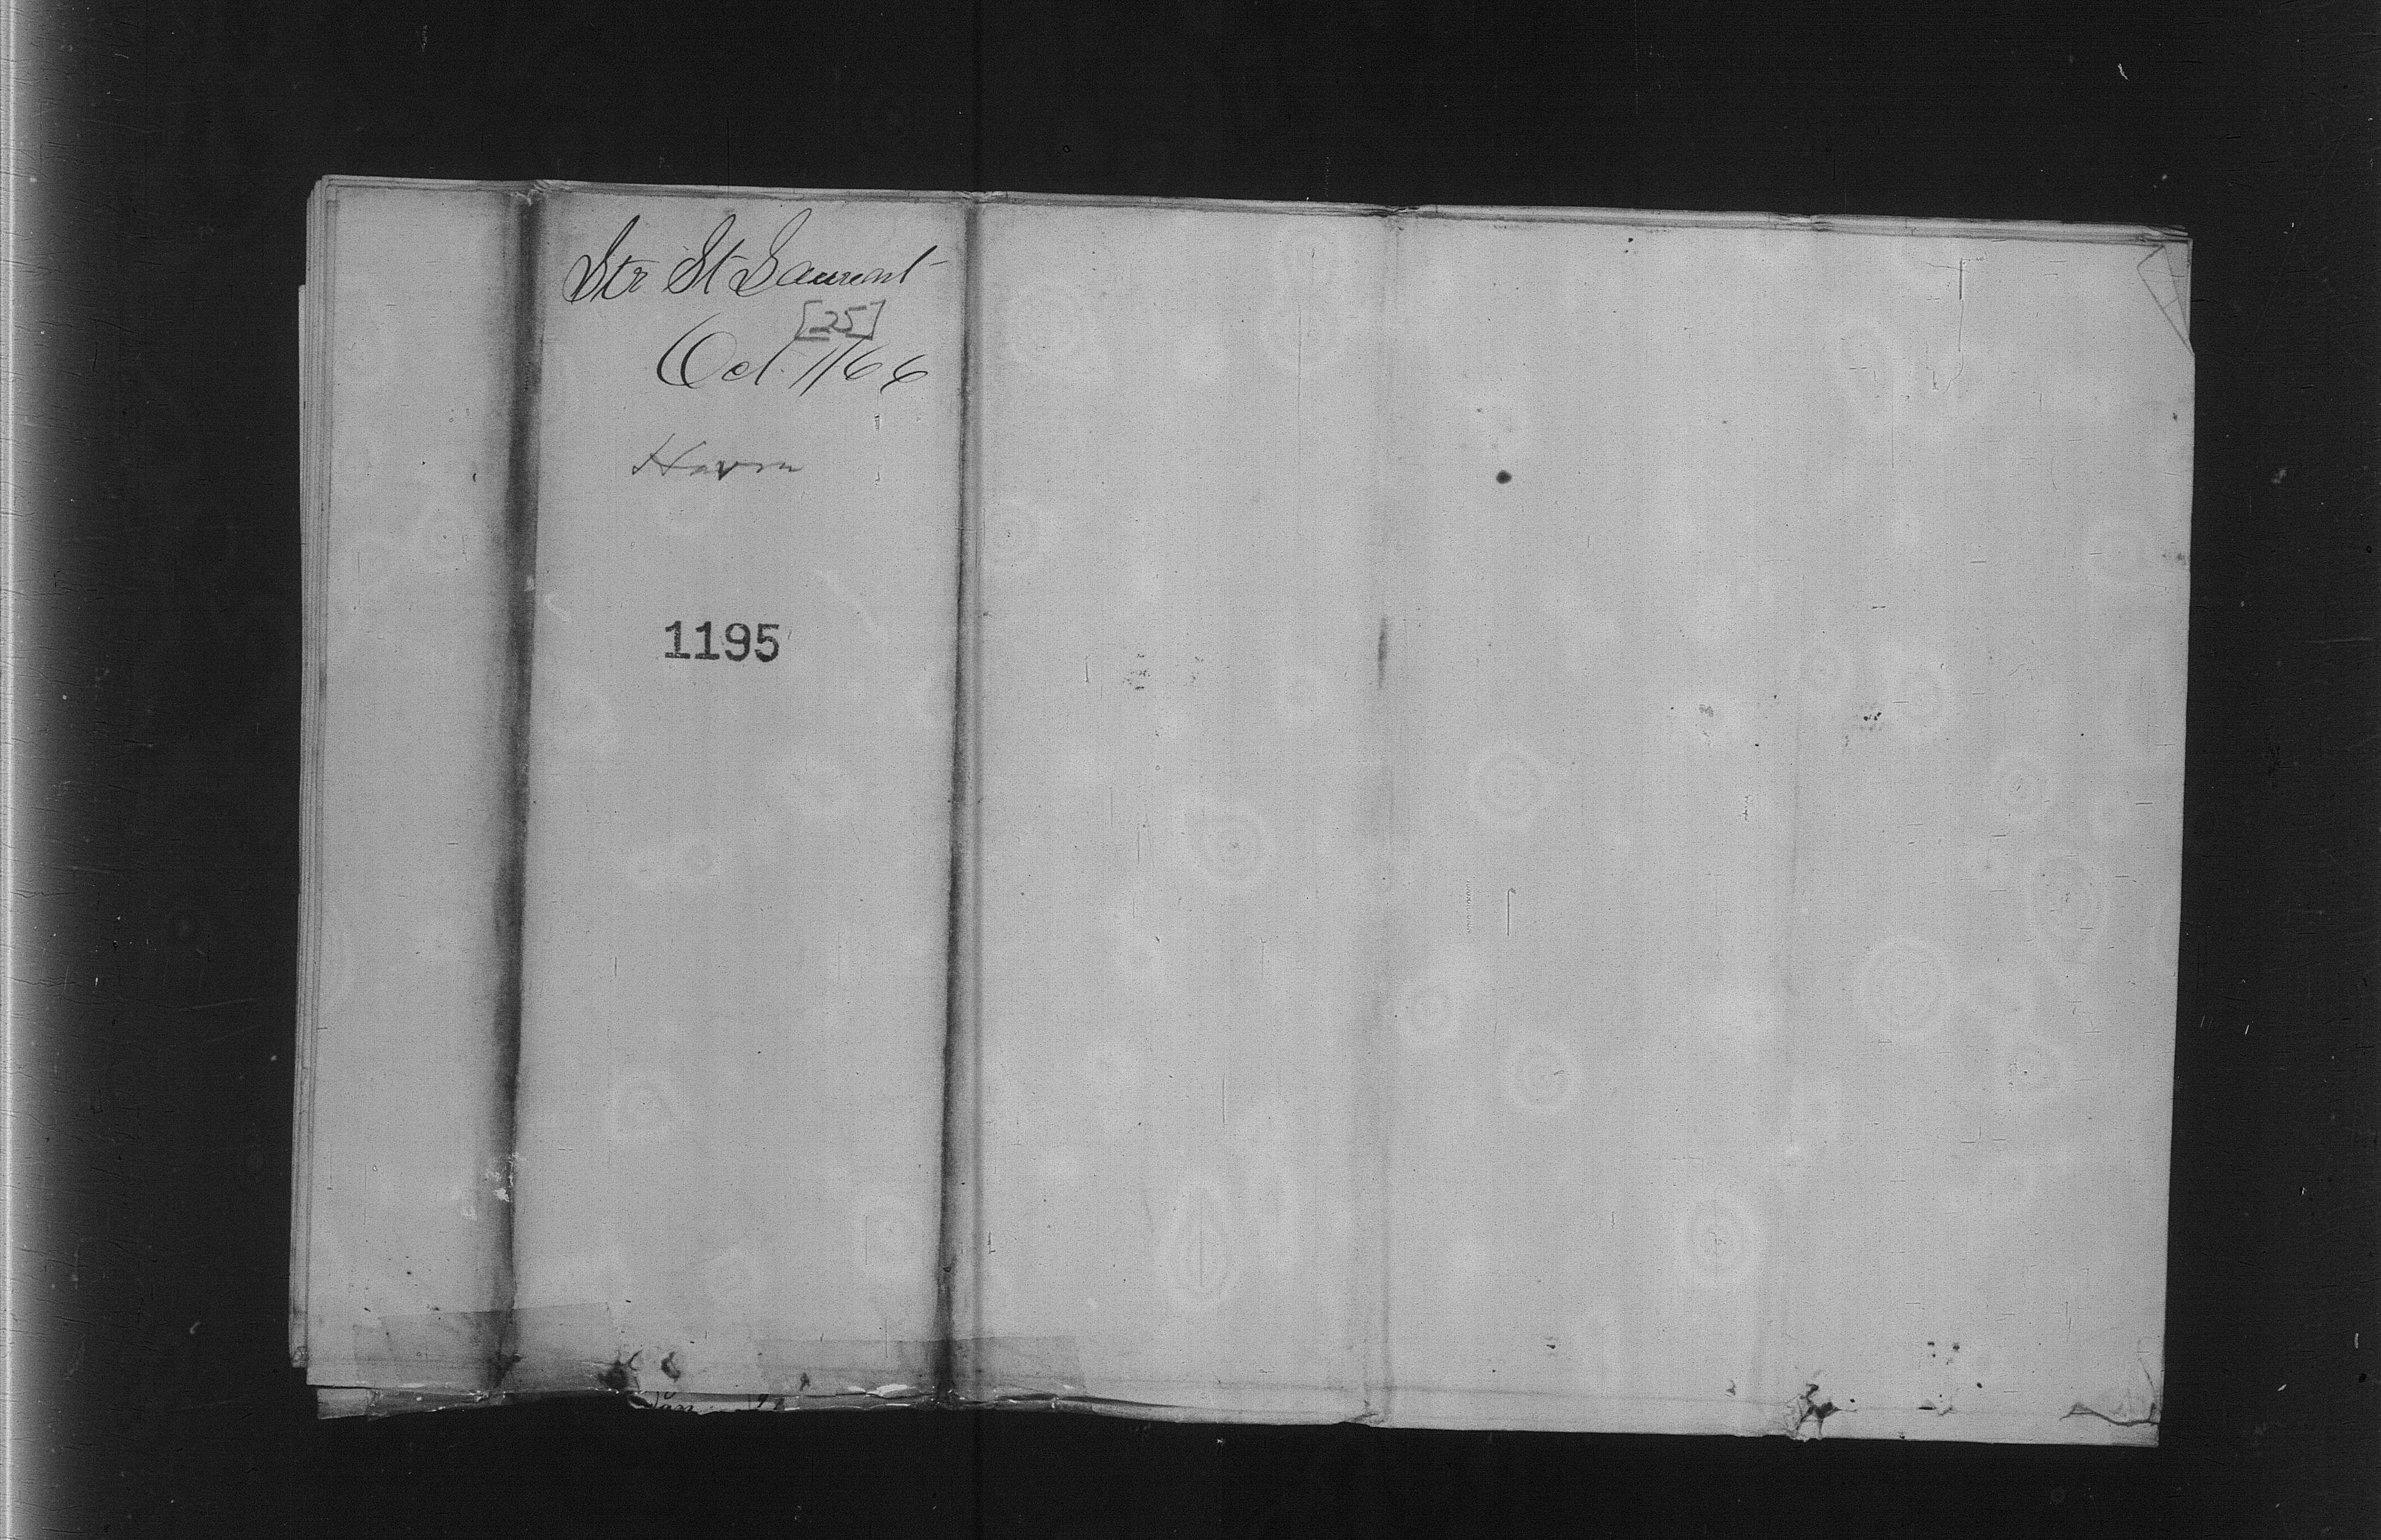 Str St Laurent
[25]
Oct. 1/66
Havre
1195